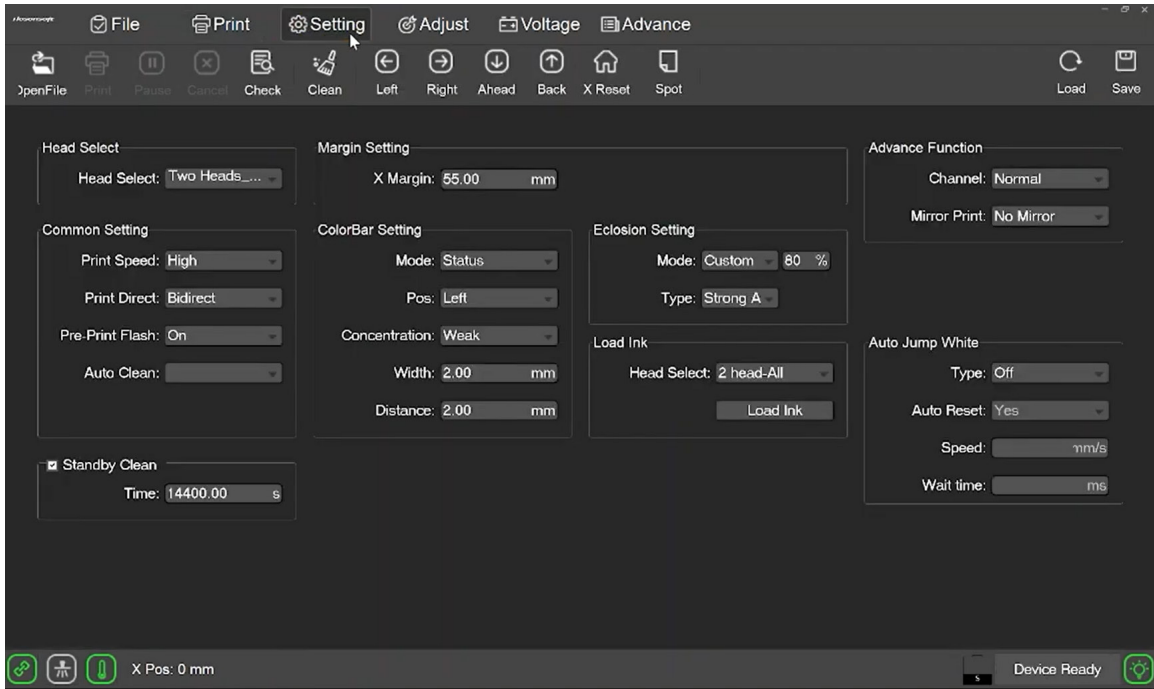 Hosonsoft
File Print Setting Adjust Voltage Advance
OpenFile Print Pause Cancel Check Clean Left Right Ahead Back X Reset Spot Load Save
Head Select
Head Select: Two Heads_...
Margin Setting
X Margin: 55.00 mm
Advance Function
Channel: Normal
Mirror Print: No Mirror
Common Setting
Print Speed: High
Print Direct: Bidirect
Pre-Print Flash: On
Auto Clean:
ColorBar Setting
Mode: Status
Pos: Left
Concentration: Weak
Width: 2.00 mm
Distance: 2.00 mm
Eclosion Setting
Mode: Custom 80 %
Type: Strong A
Load Ink
Head Select: 2 head-All
Load Ink
Auto Jump White
Type: Off
Auto Reset: Yes
Speed: mm/s
Wait time: ms
Standby Clean
Time: 14400.00 s
X Pos: 0 mm
S
Device Ready